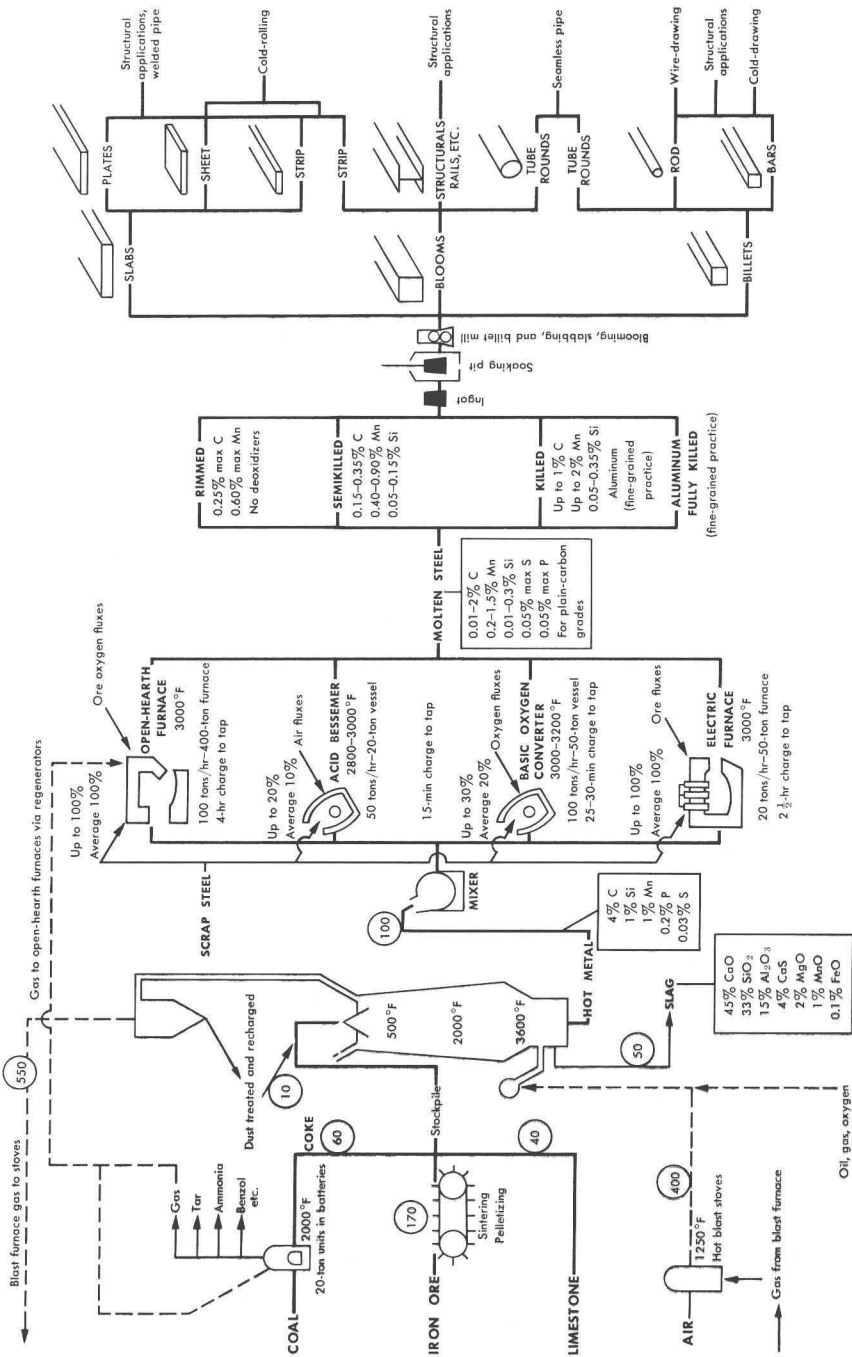 Blast furnace gas to stoves
550
Gas to open-hearth furnaces via regenerators
Gas
Tar
Ammonia
Benzol
etc.
COAL
2000°F
20-ton units in batteries
COKE
60
IRON ORE
170
Sintering
Pelletizing
Stockpile
LIMESTONE
40
AIR
1250°F
Hot blast stoves
Gas from blast furnace
400
Oil, gas, oxygen
Dust treated and recharged
10
500°F
2000°F
3600°F
HOT METAL
50
SLAG
45% CaO
33% SiO₂
15% Al₂O₃
4% CaS
2% MgO
1% MnO
0.1% FeO
4% C
1% Si
1% Mn
0.2% P
0.03% S
100
MIXER
SCRAP STEEL
Up to 100%
Average 100%
Ore oxygen fluxes
OPEN-HEARTH
FURNACE
3000°F
100 tons/hr–400-ton furnace
4-hr charge to tap
Up to 20%
Average 10%
Air fluxes
ACID BESSEMER
2800–3000°F
50 tons/hr–20-ton vessel
15-min charge to tap
Up to 30%
Average 20%
Oxygen fluxes
BASIC OXYGEN
CONVERTER
3000–3200°F
100 tons/hr–50-ton vessel
25–30-min charge to tap
Up to 100%
Average 100%
Ore fluxes
ELECTRIC
FURNACE
3000°F
20 tons/hr–50-ton furnace
2 ½-hr charge to tap
MOLTEN STEEL
0.01–2% C
0.2–1.5% Mn
0.01–0.3% Si
0.05% max S
0.05% max P
For plain-carbon
grades
RIMMED
0.25% max C
0.60% max Mn
No deoxidizers
SEMIKILLED
0.15–0.35% C
0.40–0.90% Mn
0.05–0.15% Si
KILLED
Up to 1% C
Up to 2% Mn
0.05–0.35% Si
Aluminum
(fine-grained
practice)
ALUMINUM
FULLY KILLED
(fine-grained practice)
Ingot
Soaking pit
Blooming, slabbing, and billet mill
SLABS
BLOOMS
BILLETS
PLATES
SHEET
STRIP
STRIP
STRUCTURALS
RAILS, ETC.
TUBE
ROUNDS
TUBE
ROUNDS
ROD
BARS
Structural
applications,
welded pipe
Cold-rolling
Structural
applications
Seamless pipe
Wire-drawing
Structural
applications
Cold-drawing